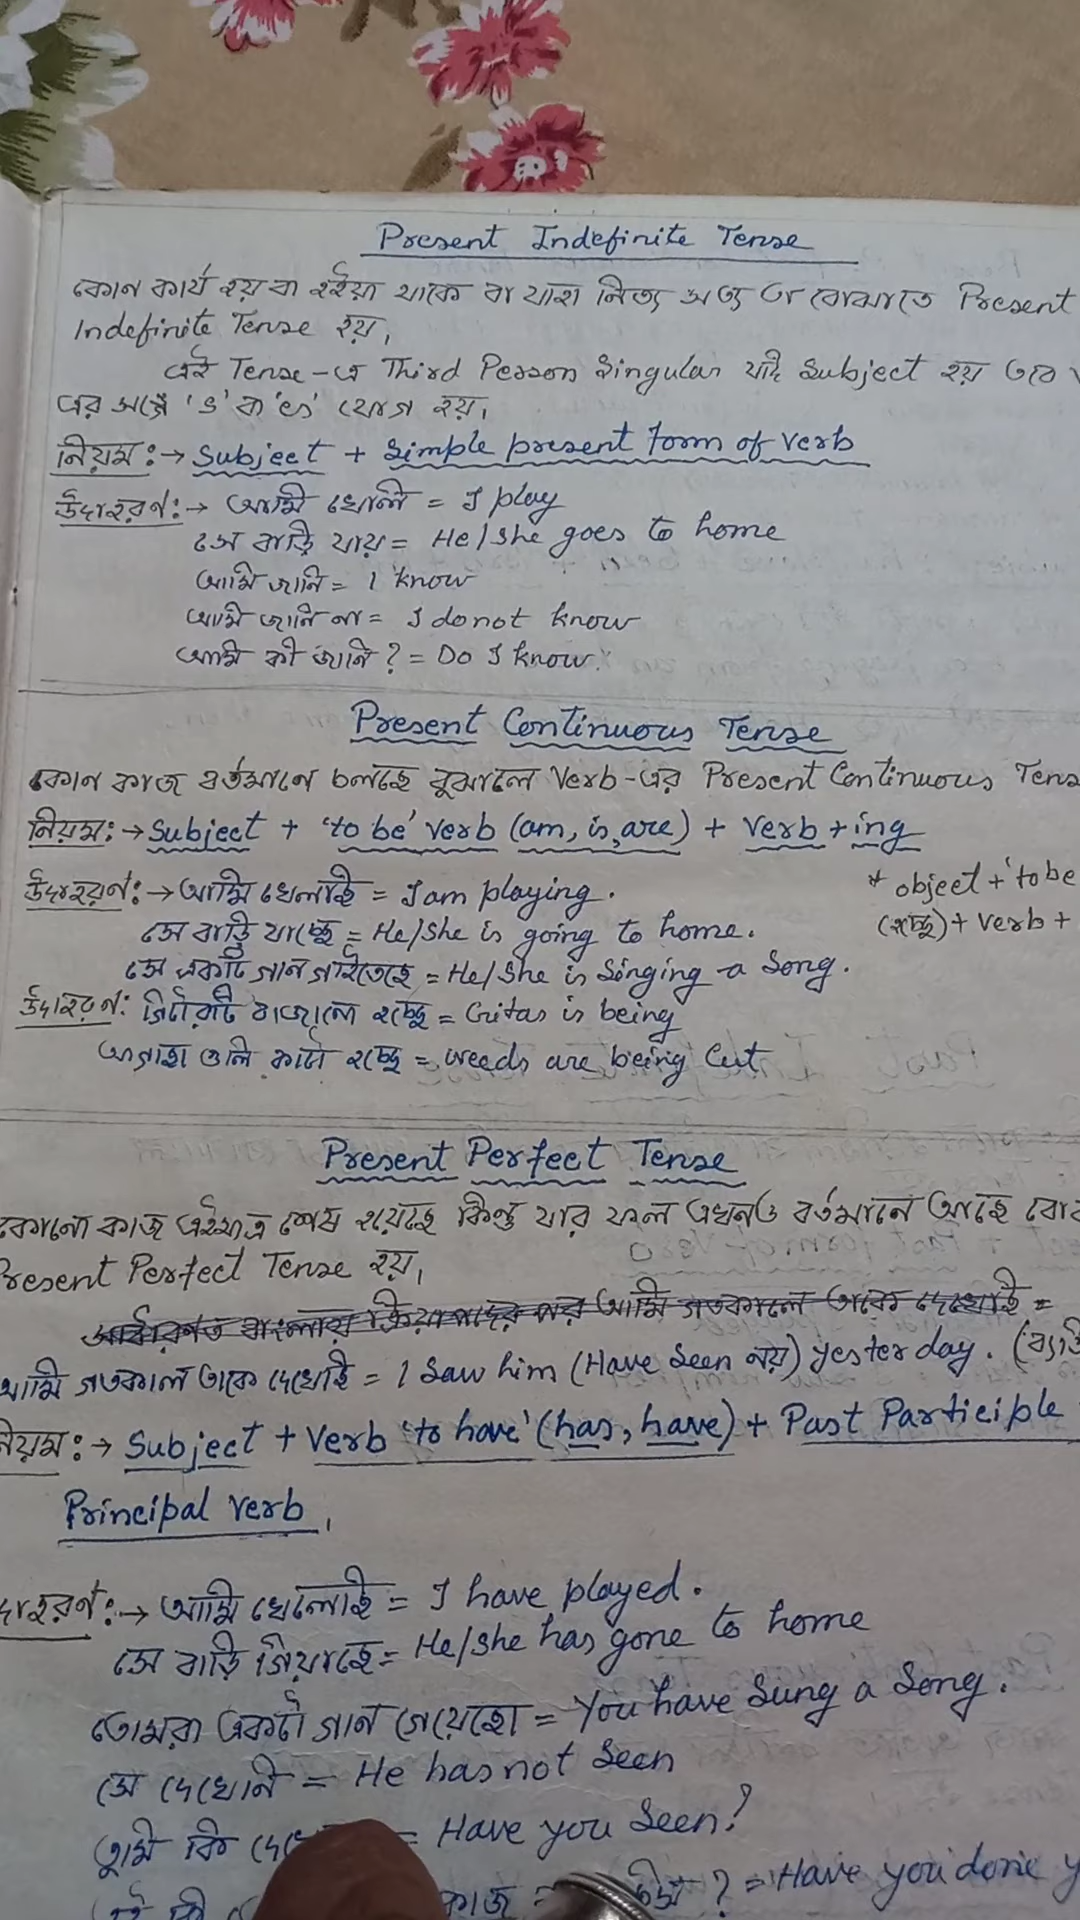 Present Indefinite Tense
কোন কার্য হয় বা হইয়া থাকে বা যাহা নিত্য সত্য তা বোঝাতে Present
Indefinite Tense হয়।
এই Tense-এ Third Person Singular যদি Subject হয় তবে
এর সঙ্গে 's' বা 'es' যোগ হয়।
নিয়ম:→ Subject + Simple present form of verb
উদাহরণ:→ আমি খেলি = I play
সে বাড়ি যায় = He/She goes to home
আমি জানি = I know
আমি জানি না = I do not know
আমি কী জানি? = Do I know.
Present Continuous Tense
কোন কাজ বর্তমানে চলছে বুঝালে Verb-এর Present Continuous Tens
নিয়ম:→ Subject + 'to be' verb (am, is, are) + Verb + ing
উদাহরণ:→ আমি খেলছি = I am playing.
* object + 'to be
সে বাড়ি যাচ্ছে = He/She is going to home.
(হচ্ছে) + verb +
সে একটি গান গাইতেছে = He/She is singing a song.
উদাহরণ: গিটারটি বাজানো হচ্ছে = Gitar is being
আগাছা গুলি কাটা হচ্ছে = weeds are being cut
Present Perfect Tense
কোনো কাজ এইমাত্র শেষ হয়েছে কিন্তু যার ফল এখনও বর্তমানে আছে বো
Present Perfect Tense হয়।
আমি গতকাল তাকে দেখেছি =
আমি গতকাল তাকে দেখেছি = I saw him (Have seen নয়) yesterday.
নিয়ম:→ Subject + Verb 'to have' (has, have) + Past Participle
Principal verb।
দাহরণ:→ আমি খেলেছি = I have played.
সে বাড়ি গিয়াছে = He/She has gone to home
তোমরা একটা গান গেয়েছো = You have sung a song.
সে দেখেনি = He has not seen
তুমি কি = Have you seen?
কাজ = ? = Have you done y